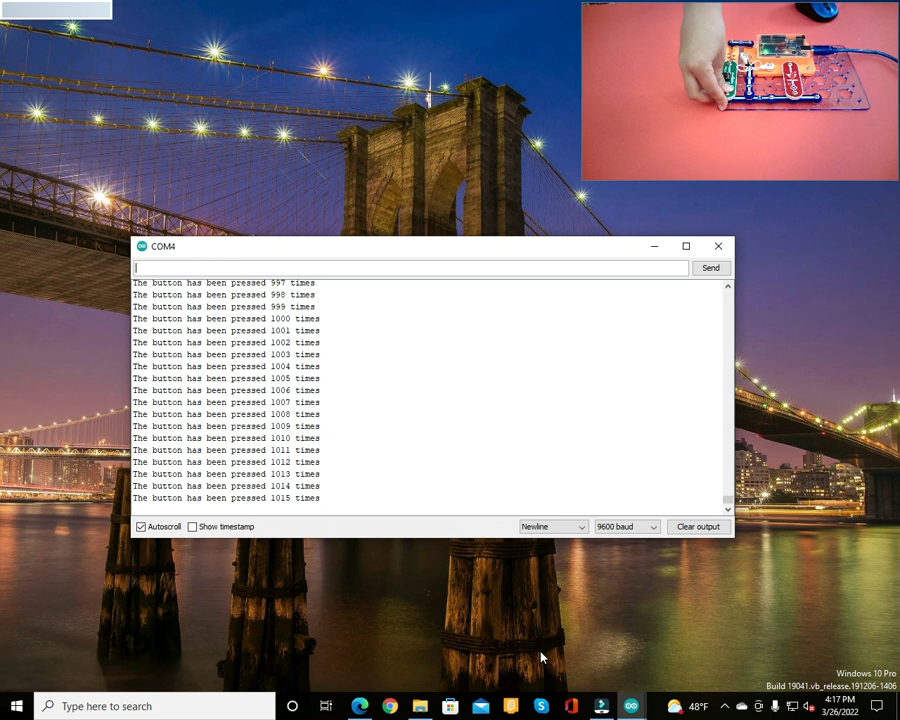 COM4
Send
The button has been pressed 997 times
The button has been pressed 998 times
The button has been pressed 999 times
The button has been pressed 1000 times
The button has been pressed 1001 times
The button has been pressed 1002 times
The button has been pressed 1003 times
The button has been pressed 1004 times
The button has been pressed 1005 times
The button has been pressed 1006 times
The button has been pressed 1007 times
The button has been pressed 1008 times
The button has been pressed 1009 times
The button has been pressed 1010 times
The button has been pressed 1011 times
The button has been pressed 1012 times
The button has been pressed 1013 times
The button has been pressed 1014 times
The button has been pressed 1015 times
Autoscroll Show timestamp Newline 9600 baud Clear output
Windows 10 Pro
Build 19041.vb_release.191206-1406
Type here to search 48°F 4:17 PM
3/26/2022